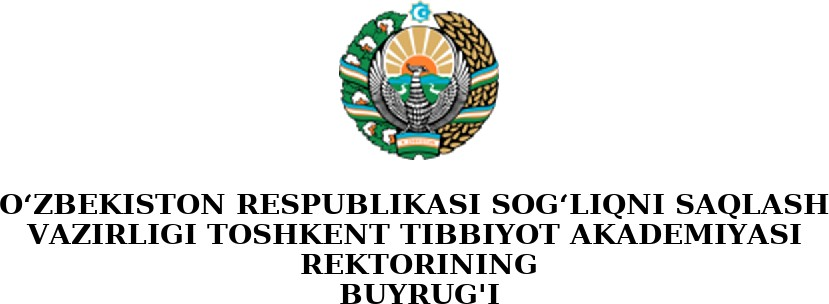 O‘ZBEKISTON RESPUBLIKASI SOG‘LIQNI SAQLASH
VAZIRLIGI TOSHKENT TIBBIYOT AKADEMIYASI
REKTORINING
BUYRUG'I